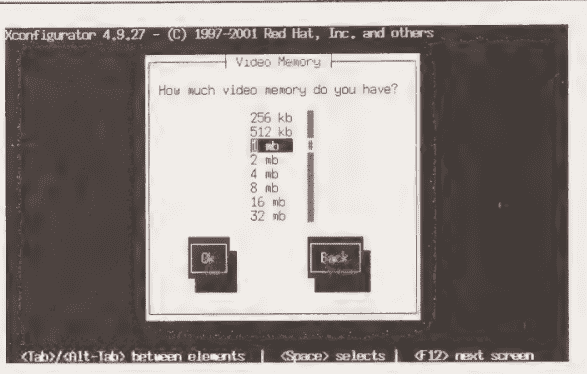 Xconfigurator 4.9.27 - (C) 1997-2001 Red Hat, Inc. and others
Video Memory
How much video memory do you have?
256 kb
512 kb
1 mb #
2 mb
4 mb
8 mb
16 mb
32 mb
Ok Back
<Tab>/<Alt-Tab> between elements | <Space> selects | <F12> next screen